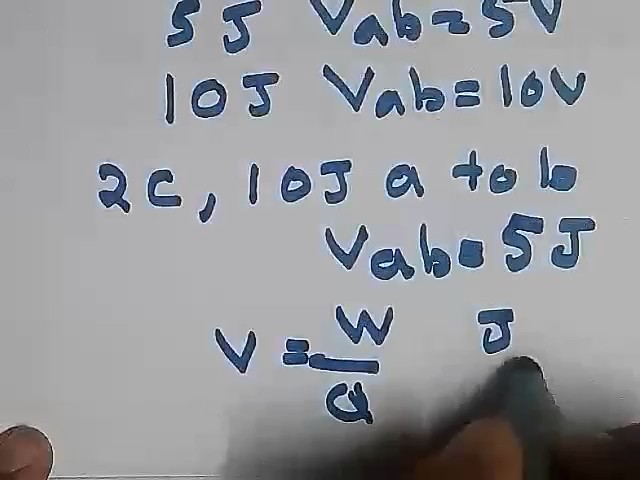 5J Vab=5V
10J Vab=10V
2C, 10J a to b
Vab=5J
V = W/Q J